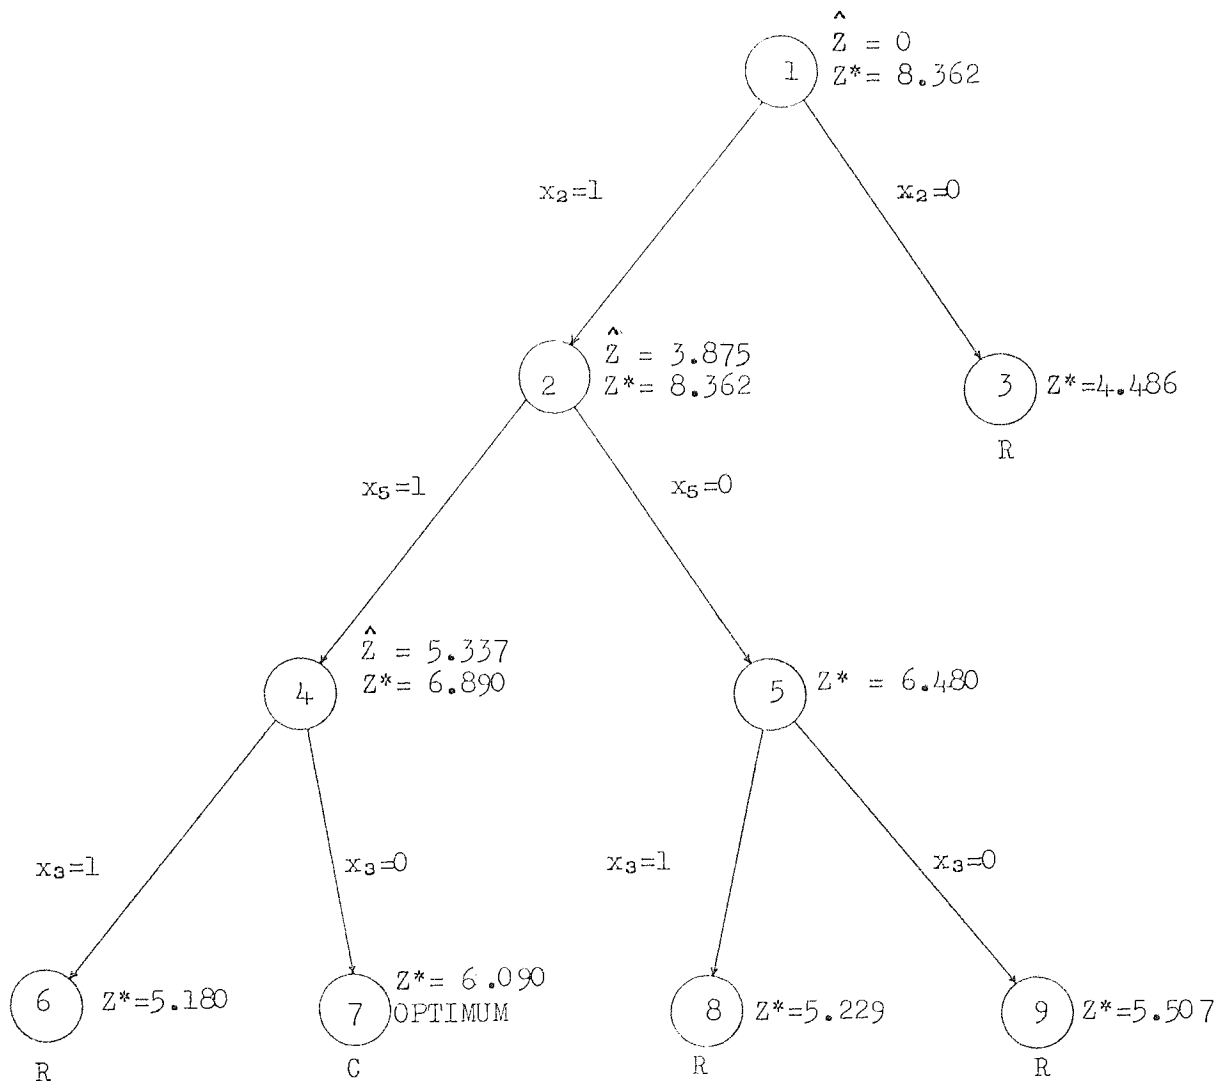 Ẑ = 0
1
Z*= 8.362
x₂=1
x₂=0
Ẑ = 3.875
2
Z*= 8.362
3
Z*=4.486
R
x₅=1
x₅=0
Ẑ = 5.337
4
Z*= 6.890
5
Z* = 6.480
x₃=1
x₃=0
x₃=1
x₃=0
6
Z*=5.180
R
7
Z*= 6.090
OPTIMUM
C
8
Z*=5.229
R
9
Z*=5.507
R